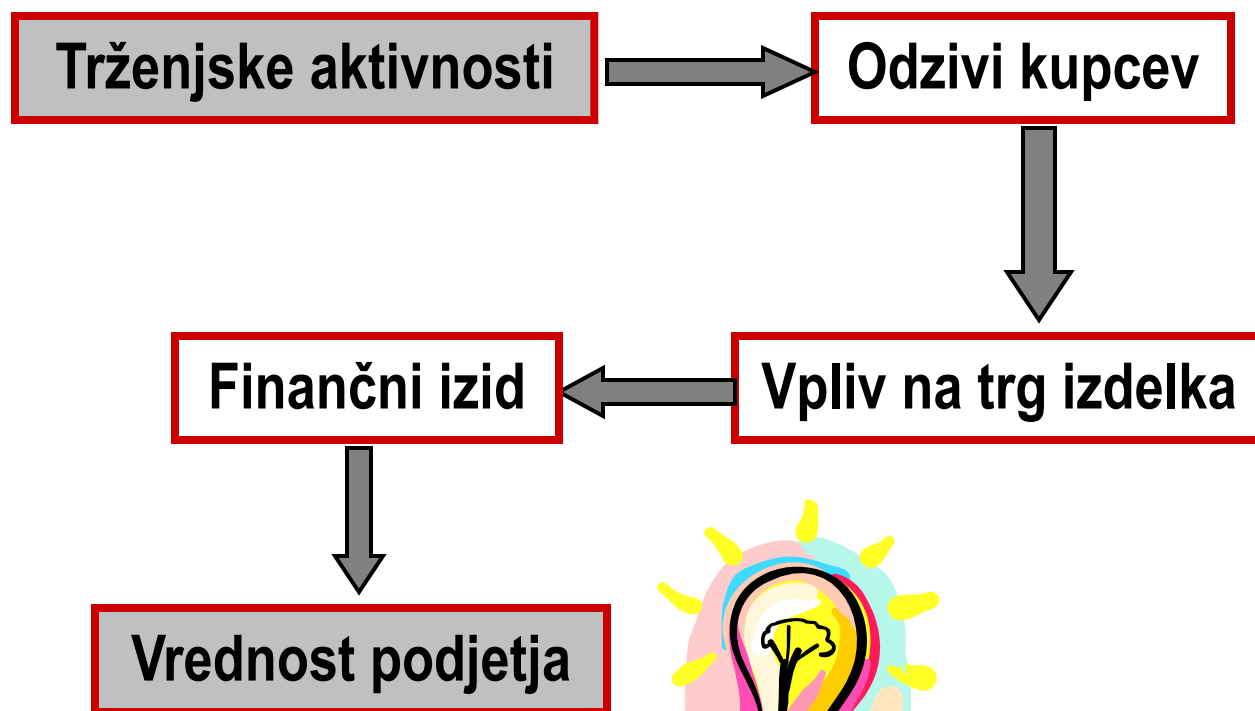 Trženjske aktivnosti
Odzivi kupcev
Vpliv na trg izdelka
Finančni izid
Vrednost podjetja